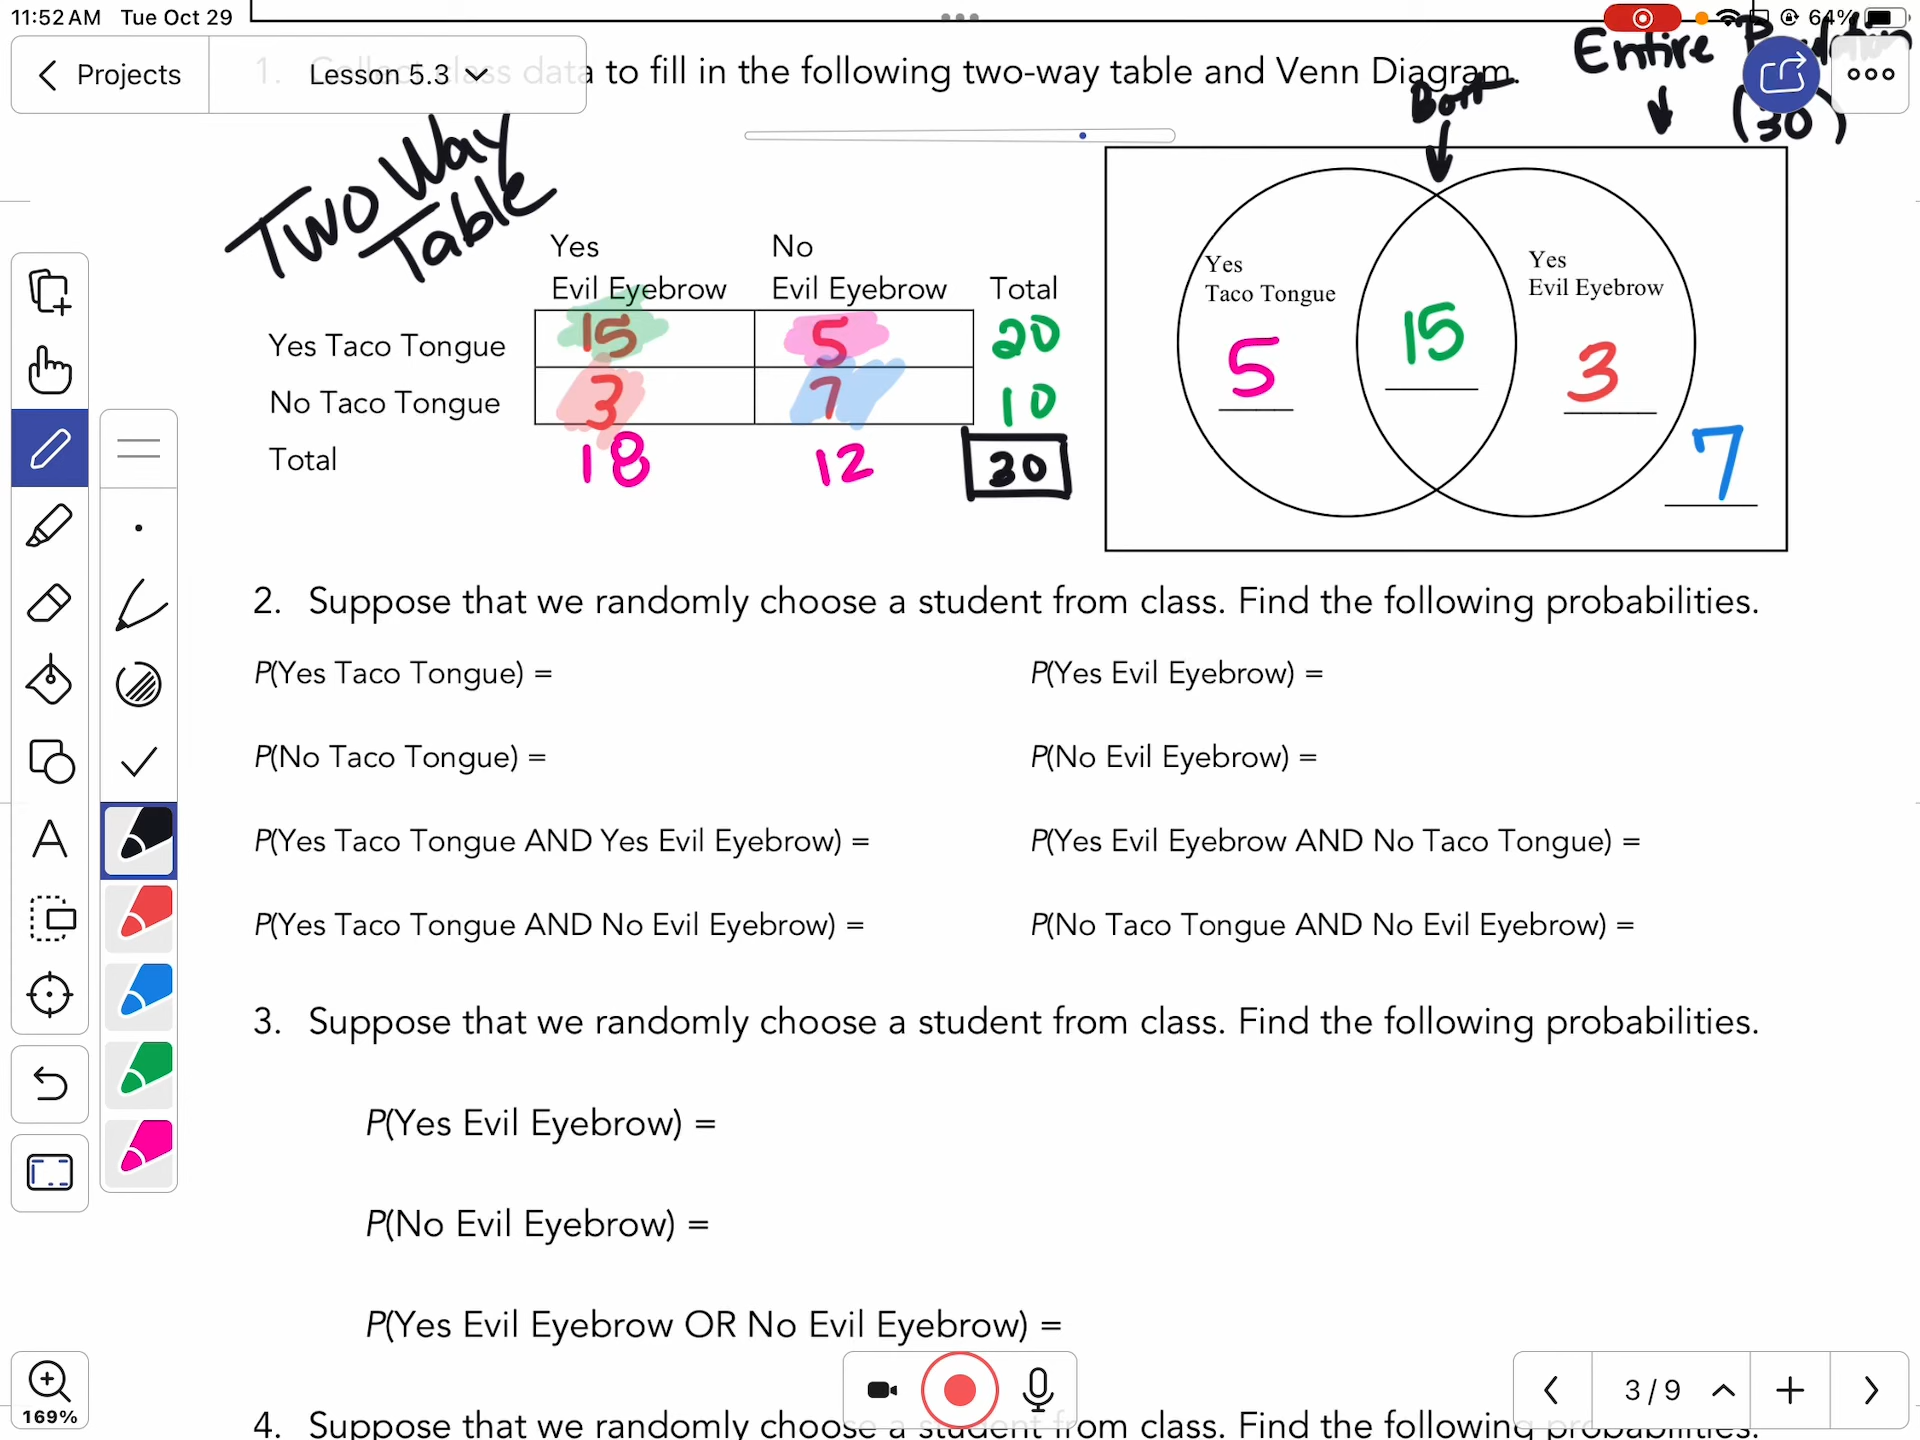 11:52 AM Tue Oct 29
64%
Projects
Lesson 5.3
1. data to fill in the following two-way table and Venn Diagram.
Entire
(30)
Both
Two Way
Table
Yes No
Evil Eyebrow Evil Eyebrow Total
Yes Taco Tongue 15 5 20
No Taco Tongue 3 7 10
Total 18 12 30
Yes
Taco Tongue
5
15
Yes
Evil Eyebrow
3
7
2. Suppose that we randomly choose a student from class. Find the following probabilities.
P(Yes Taco Tongue) = P(Yes Evil Eyebrow) =
P(No Taco Tongue) = P(No Evil Eyebrow) =
P(Yes Taco Tongue AND Yes Evil Eyebrow) = P(Yes Evil Eyebrow AND No Taco Tongue) =
P(Yes Taco Tongue AND No Evil Eyebrow) = P(No Taco Tongue AND No Evil Eyebrow) =
3. Suppose that we randomly choose a student from class. Find the following probabilities.
P(Yes Evil Eyebrow) =
P(No Evil Eyebrow) =
P(Yes Evil Eyebrow OR No Evil Eyebrow) =
169%
3 / 9
4. Suppose that we randomly choose a student from class. Find the following probabilities.